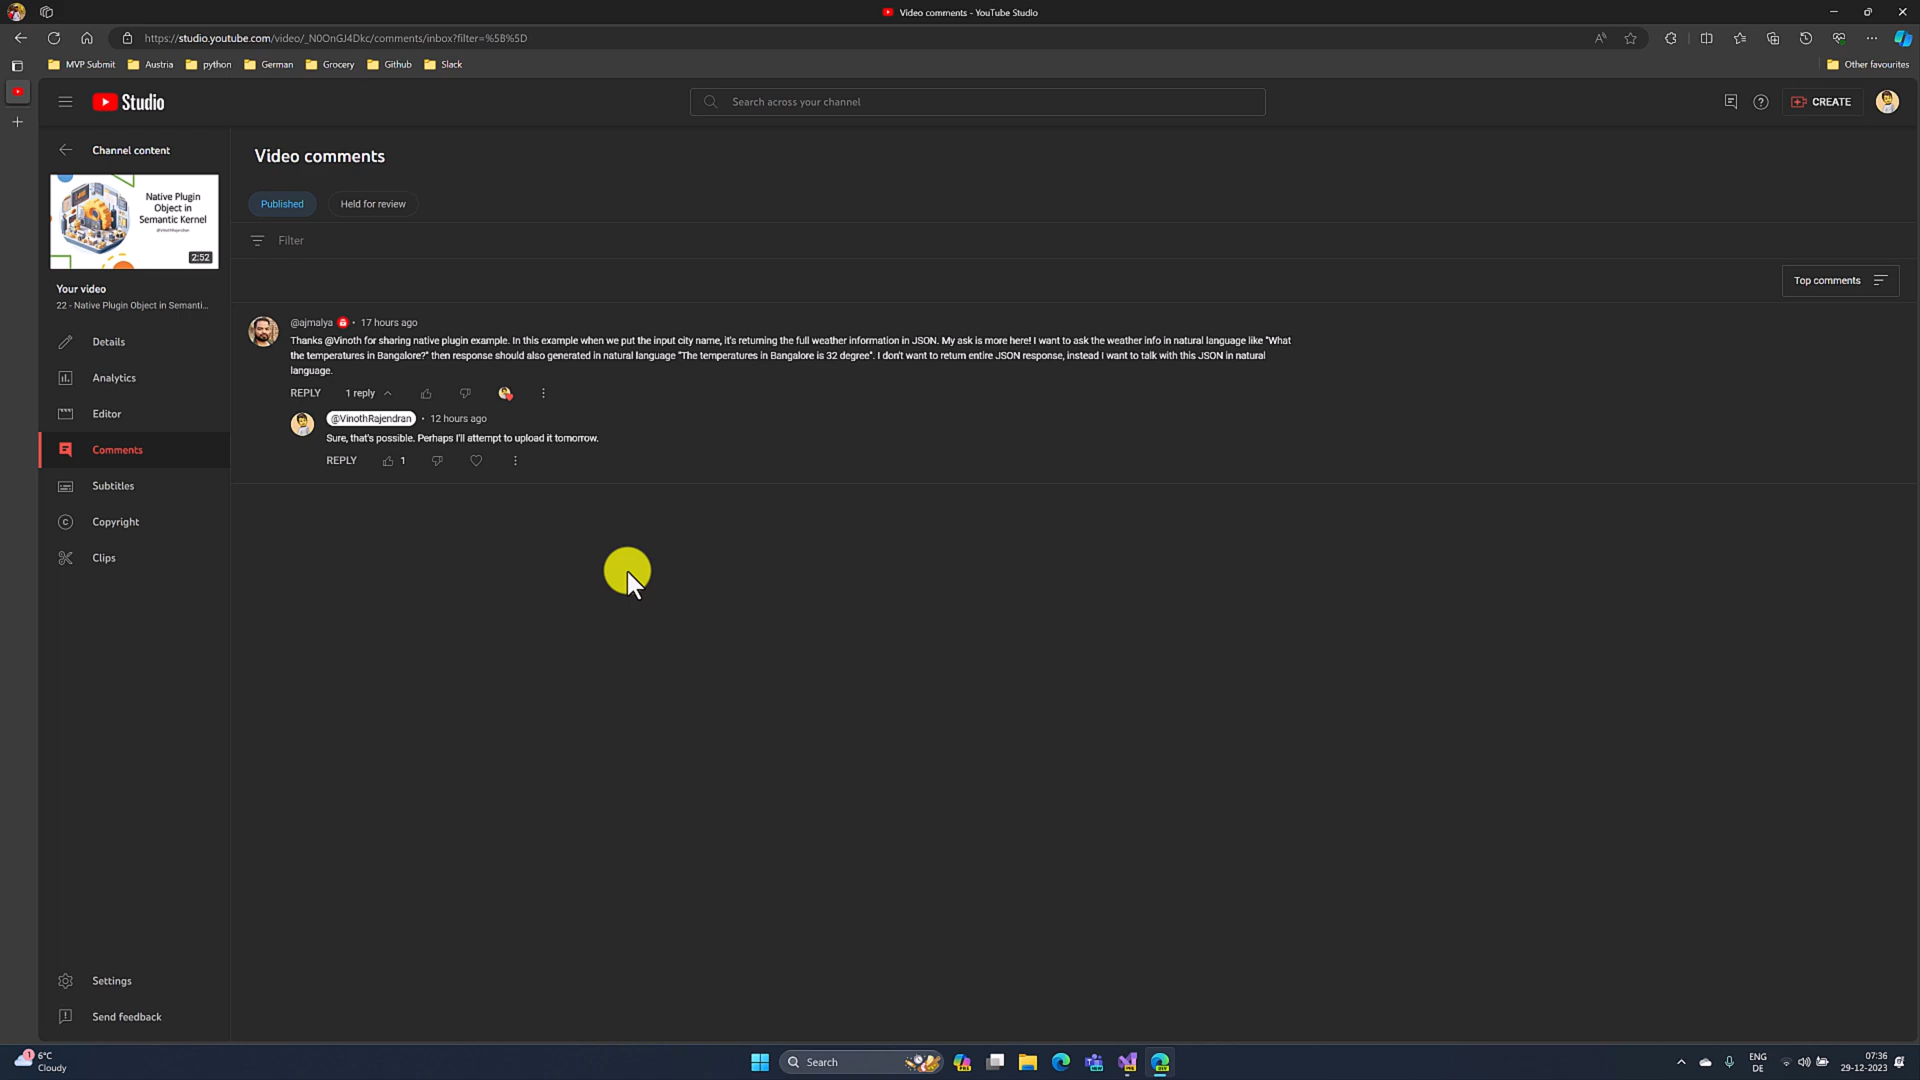 Video comments - YouTube Studio
https://studio.youtube.com/video/_N0OnGJ4Dkc/comments/inbox?filter=%5B%5D
MVP Submit
Austria
python
German
Grocery
Github
Slack
Other favourites
Studio
Search across your channel
CREATE
Channel content
Native Plugin
Object in
Semantic Kernel
@VinothRajendran
2:52
Your video
22 - Native Plugin Object in Semanti...
Details
Analytics
Editor
Comments
Subtitles
Copyright
Clips
Settings
Send feedback
Video comments
Published
Held for review
Filter
Top comments
@ajmalya • 17 hours ago
Thanks @Vinoth for sharing native plugin example. In this example when we put the input city name, it's returning the full weather information in JSON. My ask is more here! I want to ask the weather info in natural language like "What
the temperatures in Bangalore?" then response should also generated in natural language "The temperatures in Bangalore is 32 degree". I don't want to return entire JSON response, instead I want to talk with this JSON in natural
language.
REPLY
1 reply
@VinothRajendran • 12 hours ago
Sure, that's possible. Perhaps I'll attempt to upload it tomorrow.
REPLY
1
1
6°C
Cloudy
Search
ENG
DE
07:36
29-12-2023